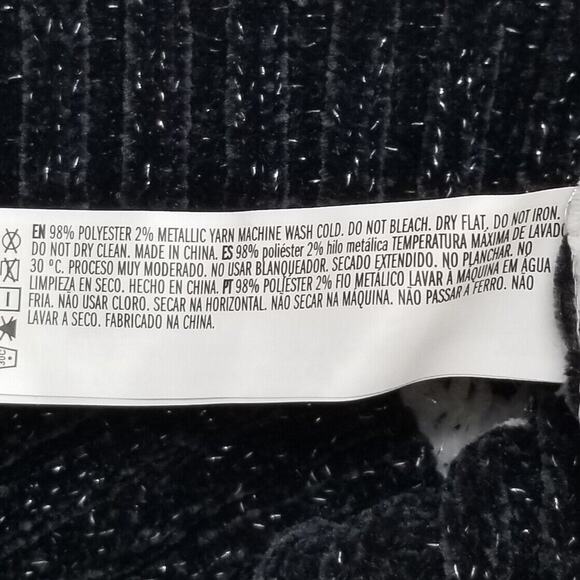 EN 98% POLYESTER 2% METALLIC YARN MACHINE WASH COLD. DO NOT BLEACH. DRY FLAT. DO NOT IRON.
DO NOT DRY CLEAN. MADE IN CHINA. ES 98% poliéster 2% hilo metálica TEMPERATURA MÁXIMA DE LAVADO
30 °C. PROCESO MUY MODERADO. NO USAR BLANQUEADOR. SECADO EXTENDIDO. NO PLANCHAR. NO
LIMPIEZA EN SECO. HECHO EN CHINA. PT 98% POLIÉSTER 2% FIO METÁLICO LAVAR À MÁQUINA EM ÁGUA
FRIA. NÃO USAR CLORO. SECAR NA HORIZONTAL. NÃO SECAR NA MÁQUINA. NÃO PASSAR A FERRO. NÃO
LAVAR A SECO. FABRICADO NA CHINA.
30C